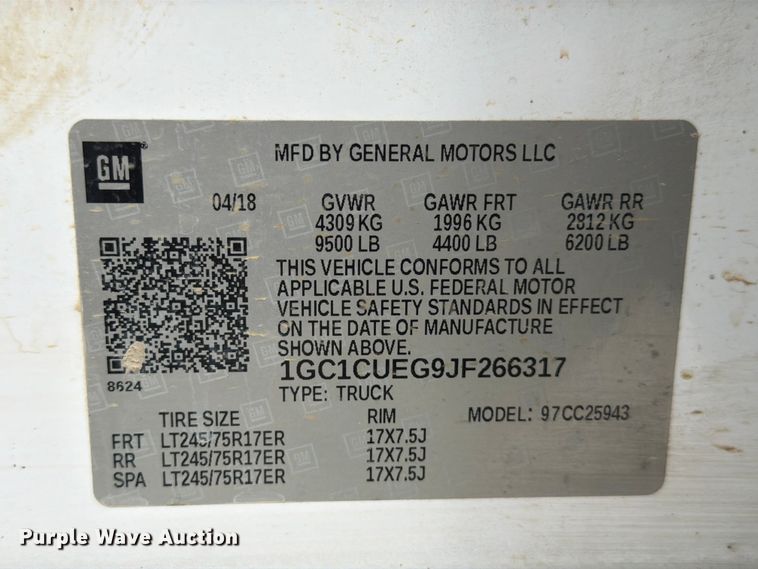 GM
MFD BY GENERAL MOTORS LLC
04/18 GVWR GAWR FRT GAWR RR
4309 KG 1996 KG 2812 KG
9500 LB 4400 LB 6200 LB
THIS VEHICLE CONFORMS TO ALL
APPLICABLE U.S. FEDERAL MOTOR
VEHICLE SAFETY STANDARDS IN EFFECT
ON THE DATE OF MANUFACTURE
SHOWN ABOVE.
8624
1GC1CUEG9JF266317
TYPE: TRUCK
TIRE SIZE RIM MODEL: 97CC25943
FRT LT245/75R17ER 17X7.5J
RR LT245/75R17ER 17X7.5J
SPA LT245/75R17ER 17X7.5J
Purple Wave Auction